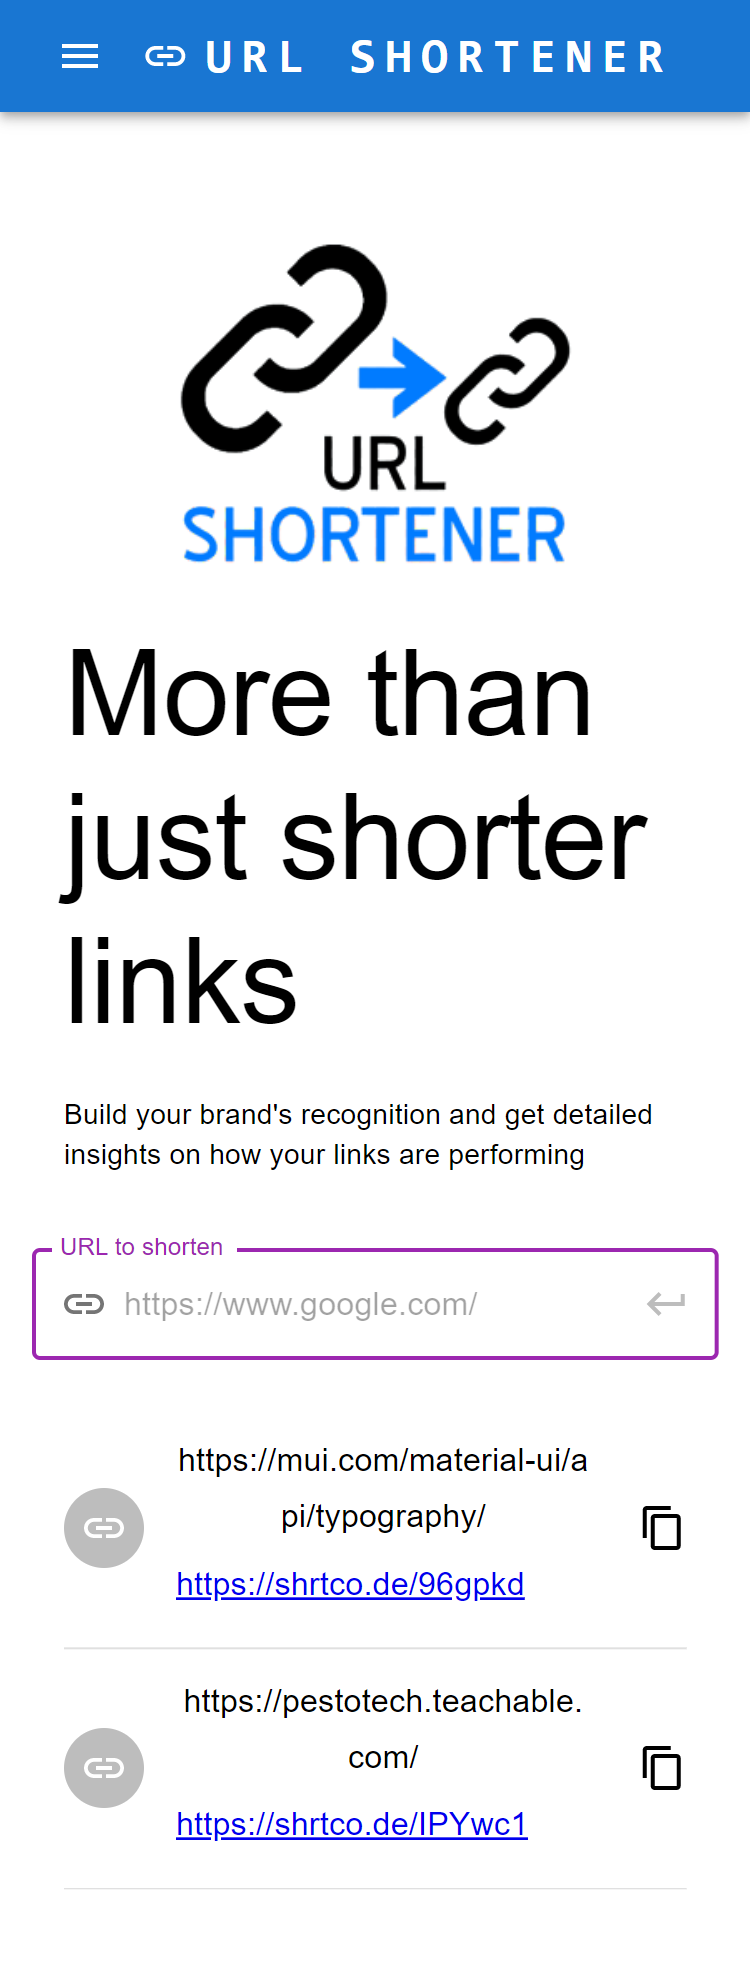 URL SHORTENER
URL
SHORTENER
More than
just shorter
links
Build your brand's recognition and get detailed
insights on how your links are performing
URL to shorten
https://www.google.com/
https://mui.com/material-ui/a
pi/typography/
https://shrtco.de/96gpkd
https://pestotech.teachable.
com/
https://shrtco.de/IPYwc1